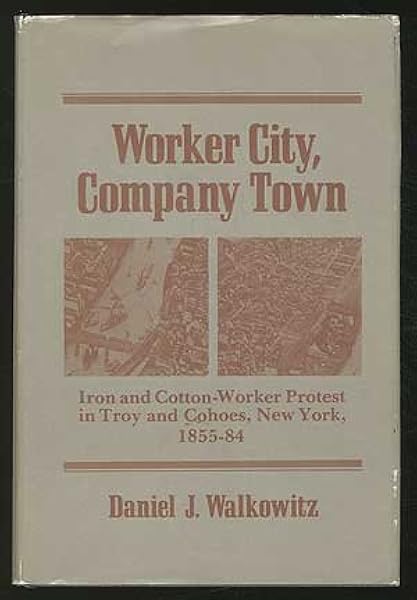 Worker City,
Company Town
Iron and Cotton-Worker Protest
in Troy and Cohoes, New York,
1855-84
Daniel J. Walkowitz